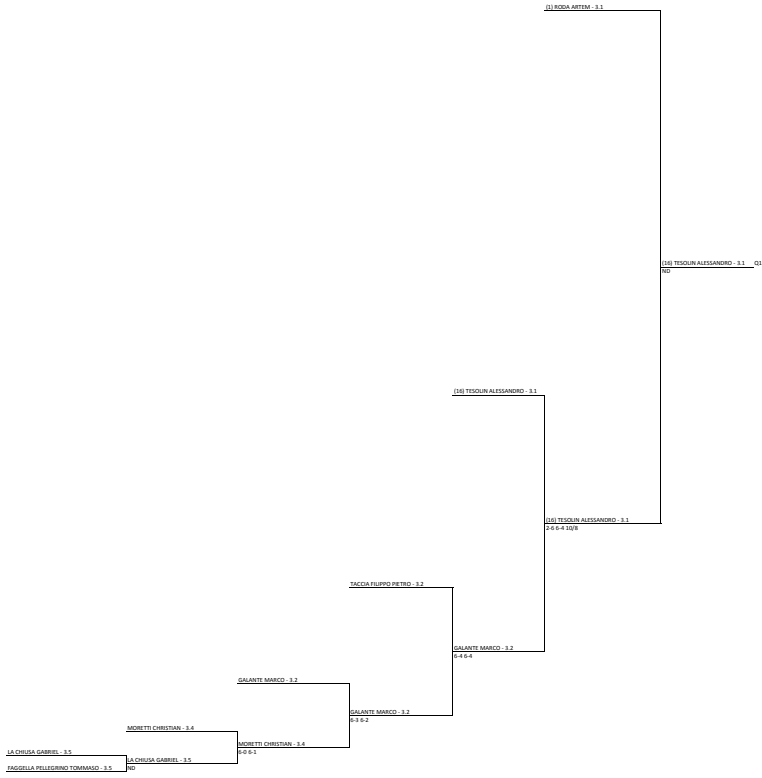 (1) RODA ARTEM - 3.1
(16) TESOLIN ALESSANDRO - 3.1 Q1
ND
(16) TESOLIN ALESSANDRO - 3.1
(16) TESOLIN ALESSANDRO - 3.1
2-6 6-4 10/8
TACCIA FILIPPO PIETRO - 3.2
GALANTE MARCO - 3.2
6-4 6-4
GALANTE MARCO - 3.2
GALANTE MARCO - 3.2
6-3 6-2
MORETTI CHRISTIAN - 3.4
MORETTI CHRISTIAN - 3.4
6-0 6-1
LA CHIUSA GABRIEL - 3.5
LA CHIUSA GABRIEL - 3.5
FAGGELLA PELLEGRINO TOMMASO - 3.5
ND